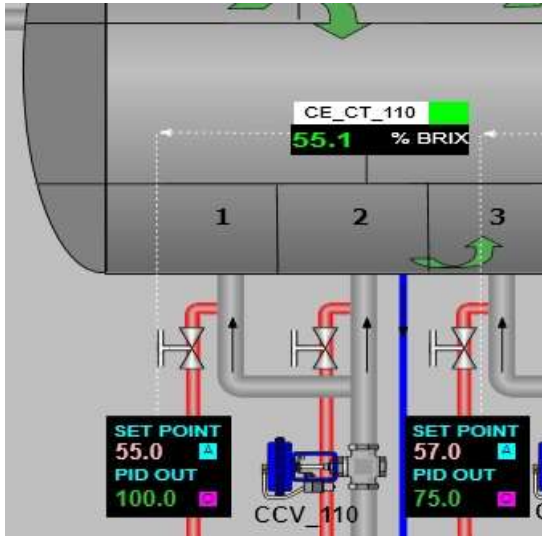 CE_CT_110
55.1 % BRIX
1 2 3
SET POINT
55.0 A
PID OUT
100.0 C
SET POINT
57.0 A
PID OUT
75.0 C
CCV_110